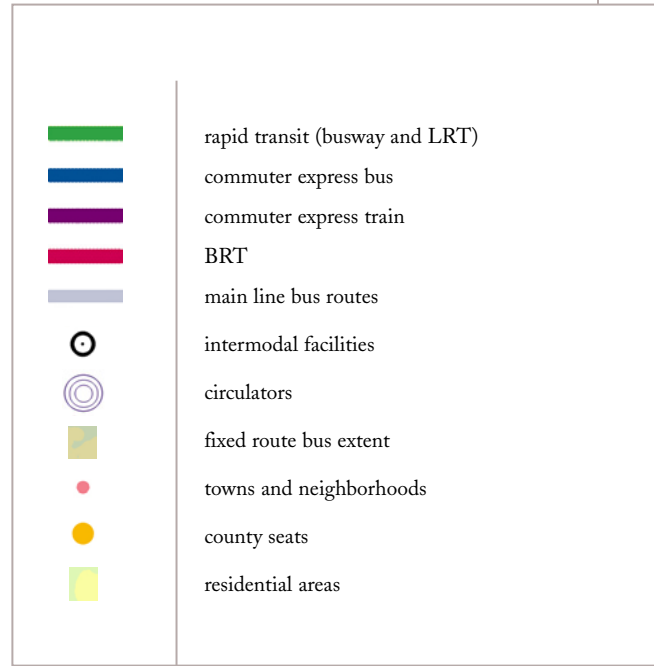 rapid transit (busway and LRT)
commuter express bus
commuter express train
BRT
main line bus routes
intermodal facilities
circulators
fixed route bus extent
towns and neighborhoods
county seats
residential areas